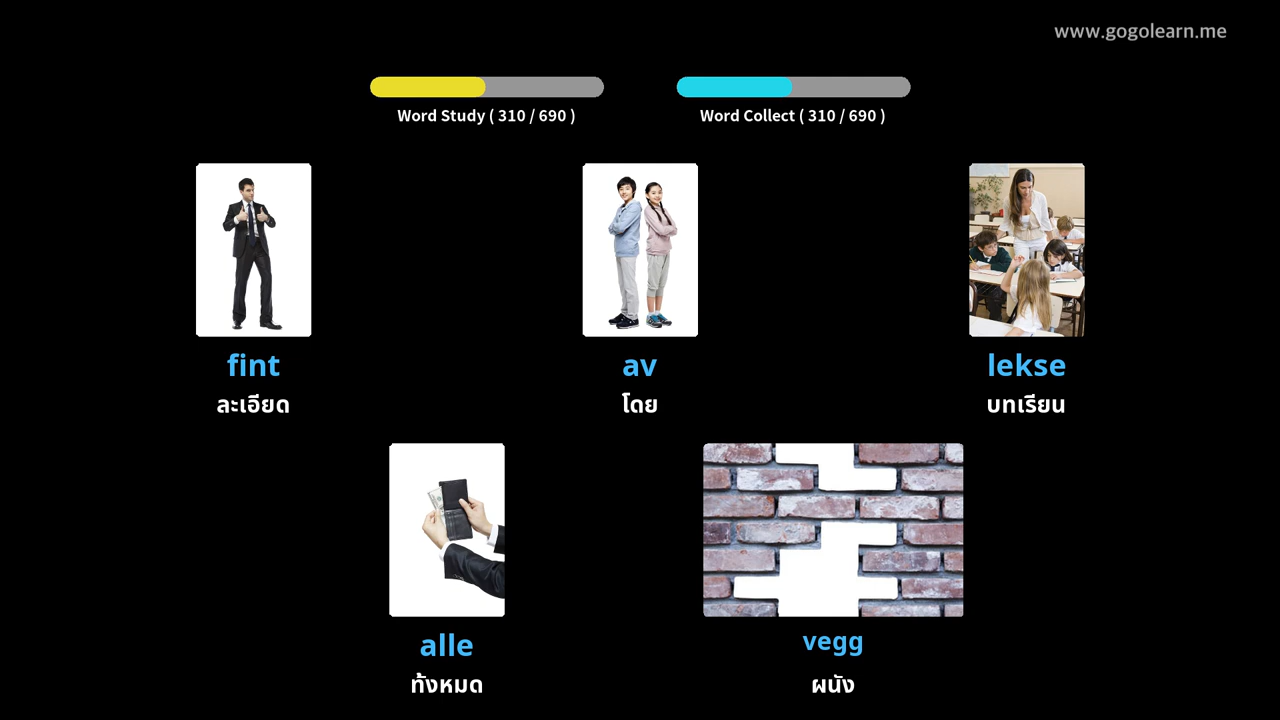 www.gogolearn.me
Word Study ( 310 / 690 )
Word Collect ( 310 / 690 )
fint
ละเอียด
av
โดย
lekse
บทเรียน
alle
ทั้งหมด
vegg
ผนัง